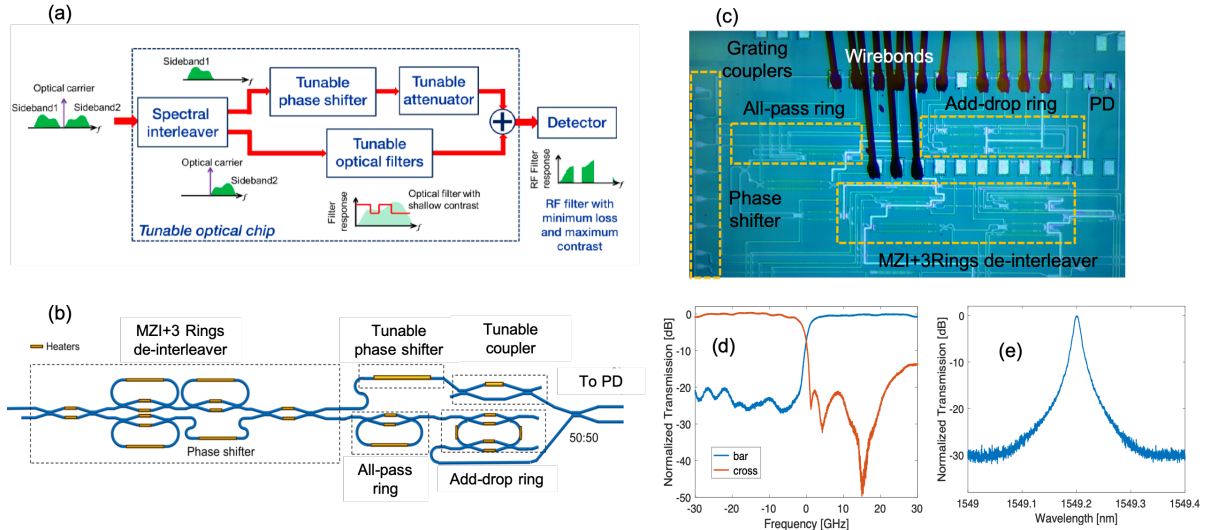 (a)
Sideband1
f
Optical carrier
Sideband1 Sideband2
f
Spectral
interleaver
Tunable
phase shifter
Tunable
attenuator
+
Detector
Tunable
optical filters
Optical carrier
Sideband2
f
Filter
response
Optical filter with
shallow contrast
f
RF Filter
response
f
RF filter with
minimum loss
and maximum
contrast
Tunable optical chip
(b)
Heaters
MZI+3 Rings
de-interleaver
Tunable
phase shifter
Tunable
coupler
To PD
50:50
Phase shifter
All-pass
ring
Add-drop ring
(c)
Grating
couplers
Wirebonds
All-pass ring
Add-drop ring
PD
Phase
shifter
MZI+3Rings de-interleaver
(d)
Normalized Transmission [dB]
0
-10
-20
-30
-40
-50
bar
cross
-30 -20 -10 0 10 20 30
Frequency [GHz]
(e)
Normalized Transmission [dB]
0
-10
-20
-30
1549 1549.1 1549.2 1549.3 1549.4
Wavelength [nm]